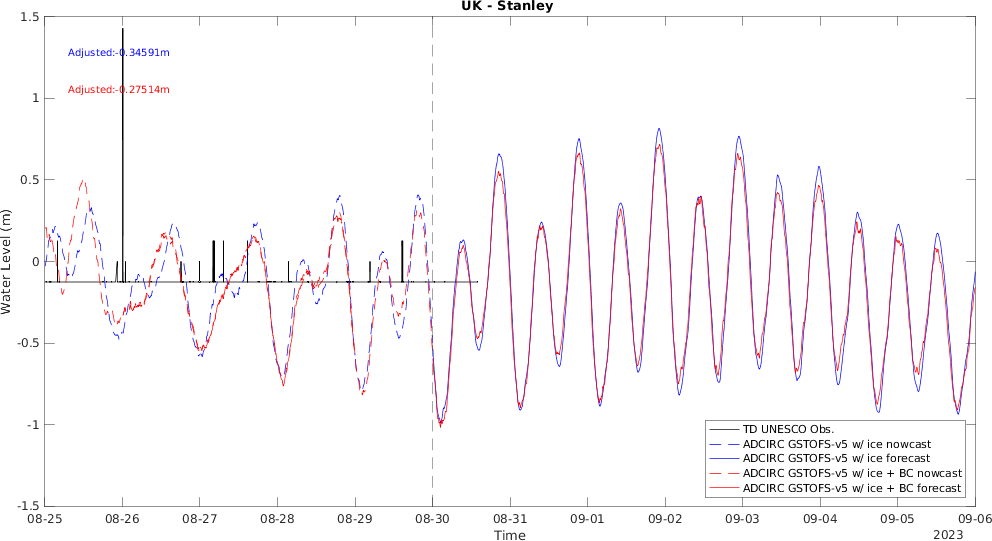 UK - Stanley
1.5
Adjusted:-0.34591m
Adjusted:-0.27514m
1
0.5
0
-0.5
-1
-1.5
Water Level (m)
TD UNESCO Obs.
ADCIRC GSTOFS-v5 w/ ice nowcast
ADCIRC GSTOFS-v5 w/ ice forecast
ADCIRC GSTOFS-v5 w/ ice + BC nowcast
ADCIRC GSTOFS-v5 w/ ice + BC forecast
08-25 08-26 08-27 08-28 08-29 08-30 08-31 09-01 09-02 09-03 09-04 09-05 09-06
Time
2023